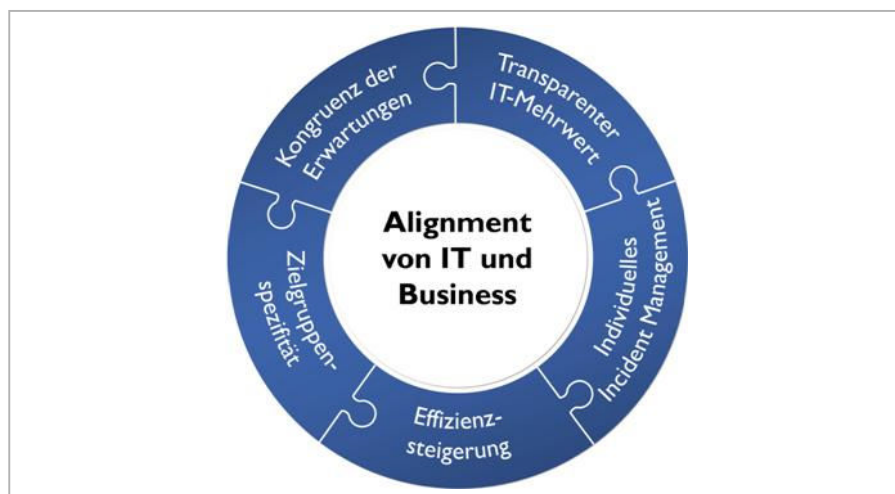 Kongruenz der
Erwartungen
Transparenter
IT-Mehrwert
Individuelles
Incident Management
Effizienz-
steigerung
Zielgruppen-
spezifität
Alignment
von IT und
Business